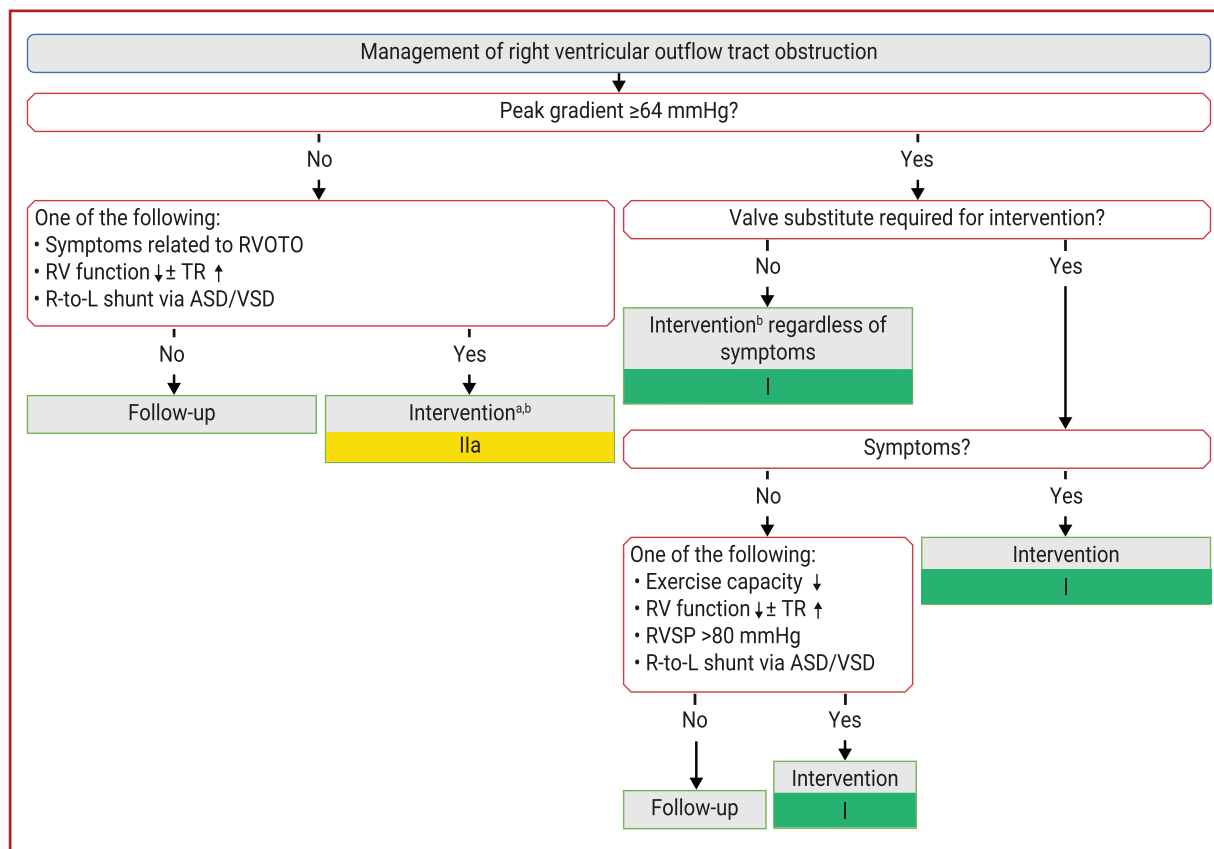 Management of right ventricular outflow tract obstruction
Peak gradient ≥64 mmHg?
No
Yes
One of the following:
• Symptoms related to RVOTO
• RV function ↓± TR ↑
• R-to-L shunt via ASD/VSD
Valve substitute required for intervention?
No
Yes
Interventionᵇ regardless of
symptoms
I
No
Yes
Follow-up
Interventionᵃ,ᵇ
IIa
Symptoms?
No
Yes
One of the following:
• Exercise capacity ↓
• RV function ↓± TR ↑
• RVSP >80 mmHg
• R-to-L shunt via ASD/VSD
Intervention
I
No
Yes
Follow-up
Intervention
I